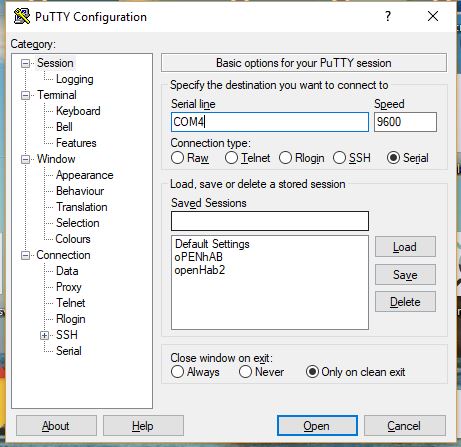 PuTTY Configuration
Category:
Session
Logging
Terminal
Keyboard
Bell
Features
Window
Appearance
Behaviour
Translation
Selection
Colours
Connection
Data
Proxy
Telnet
Rlogin
SSH
Serial
Basic options for your PuTTY session
Specify the destination you want to connect to
Serial line
Speed
COM4
9600
Connection type:
Raw
Telnet
Rlogin
SSH
Serial
Load, save or delete a stored session
Saved Sessions
Default Settings
oPENhAB
openHab2
Load
Save
Delete
Close window on exit:
Always
Never
Only on clean exit
About
Help
Open
Cancel